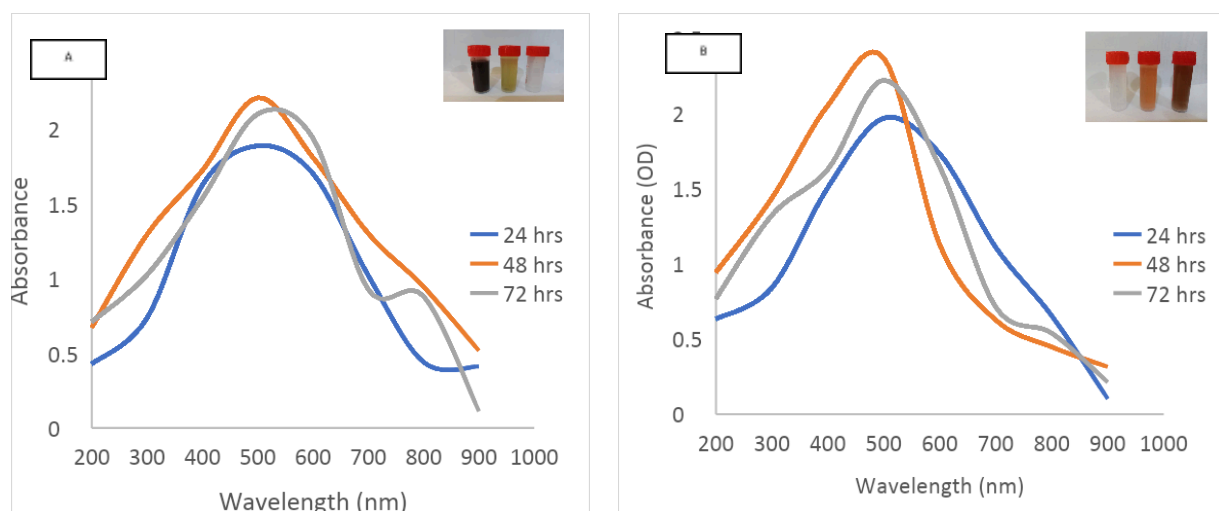 A
Absorbance
2
1.5
1
0.5
0
200 300 400 500 600 700 800 900 1000
Wavelength (nm)
24 hrs
48 hrs
72 hrs
B
Absorbance (OD)
2
1.5
1
0.5
0
200 300 400 500 600 700 800 900 1000
Wavelength (nm)
24 hrs
48 hrs
72 hrs